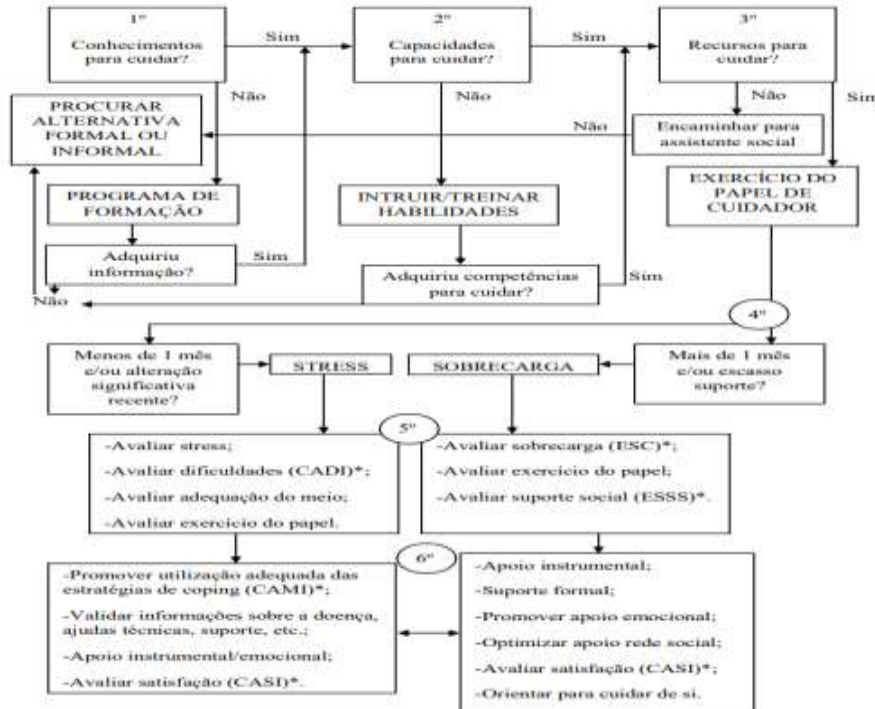 1º
Conhecimentos
para cuidar?
Sim
2º
Capacidades
para cuidar?
Sim
3º
Recursos para
cuidar?
Não
Não
Não
Sim
PROCURAR
ALTERNATIVA
FORMAL OU
INFORMAL
Não
Encaminhar para
assistente social
PROGRAMA DE
FORMAÇÃO
INTRUIR/TREINAR
HABILIDADES
EXERCÍCIO DO
PAPEL DE
CUIDADOR
Adquiriu
informação?
Sim
Adquiriu competências
para cuidar?
Sim
Não
4º
Menos de 1 mês
e/ou alteração
significativa
recente?
STRESS
SOBRECARGA
Mais de 1 mês
e/ou escasso
suporte?
5º
-Avaliar stress;
-Avaliar dificuldades (CADI)*;
-Avaliar adequação do meio;
-Avaliar exercício do papel.
-Avaliar sobrecarga (ESC)*;
-Avaliar exercício do papel;
-Avaliar suporte social (ESSS)*.
6º
-Promover utilização adequada das
estratégias de coping (CAMI)*;
-Validar informações sobre a doença,
ajudas técnicas, suporte, etc.;
-Apoio instrumental/emocional;
-Avaliar satisfação (CASI)*.
-Apoio instrumental;
-Suporte formal;
-Promover apoio emocional;
-Optimizar apoio rede social;
-Avaliar satisfação (CASI)*;
-Orientar para cuidar de si.